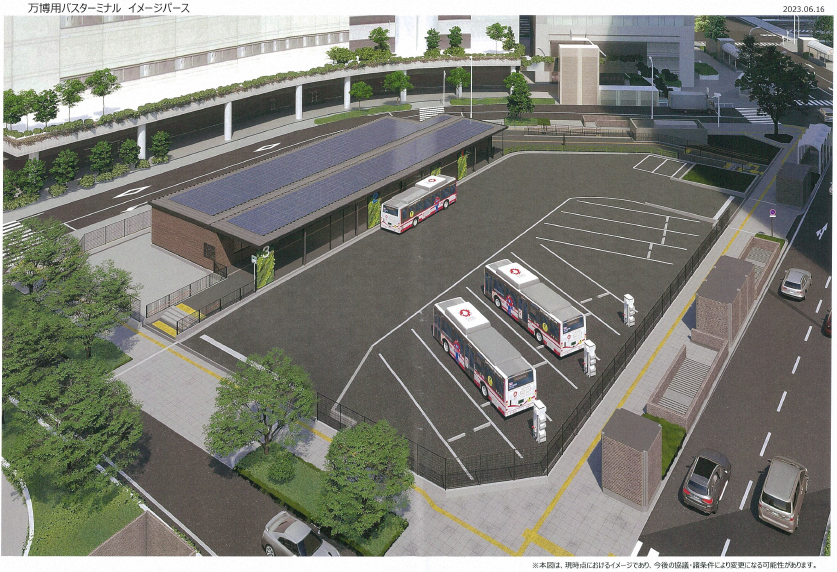 万博用バスターミナル イメージパース
2023.06.16
※本図は、現時点におけるイメージであり、今後の協議・諸条件により変更になる可能性があります。